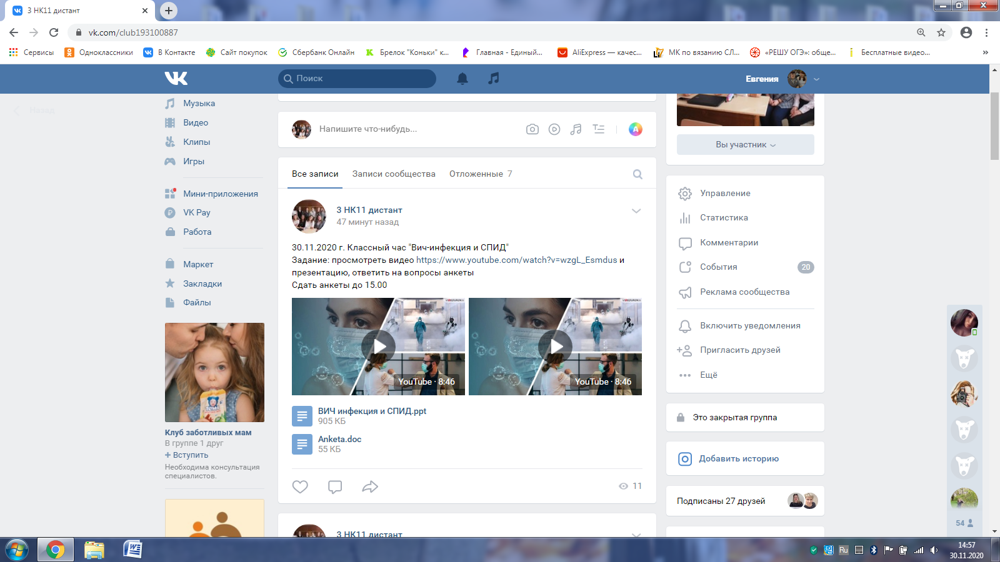 3 НК11 дистант
vk.com/club193100887
Сервисы
Одноклассники
В Контакте
Сайт покупок
Сбербанк Онлайн
Брелок "Коньки" к...
Главная - Единый...
AliExpress — качес...
МК по вязанию СЛ...
«РЕШУ ОГЭ»: обще...
Бесплатные видео...
»
Поиск
Евгения
Назад
Музыка
Видео
Клипы
Игры
Мини-приложения
VK Pay
Работа
Маркет
Закладки
Файлы
Клуб заботливых мам
В группе 1 друг
+ Вступить
Необходима консультация
специалистов.
Напишите что-нибудь...
Все записи
Записи сообщества
Отложенные 7
3 НК11 дистант
47 минут назад
30.11.2020 г. Классный час "Вич-инфекция и СПИД"
Задание: просмотреть видео https://www.youtube.com/watch?v=wzgL_Esmdus и
презентацию, ответить на вопросы анкеты
Сдать анкеты до 15.00
YouTube · 8:46
YouTube · 8:46
ВИЧ инфекция и СПИД.ppt
905 КБ
Anketa.doc
55 КБ
11
3 НК11 дистант
Вы участник
Управление
Статистика
Комментарии
События
20
Реклама сообщества
Включить уведомления
Пригласить друзей
Ещё
Это закрытая группа
Добавить историю
Подписаны 27 друзей
54
Ru
14:57
30.11.2020